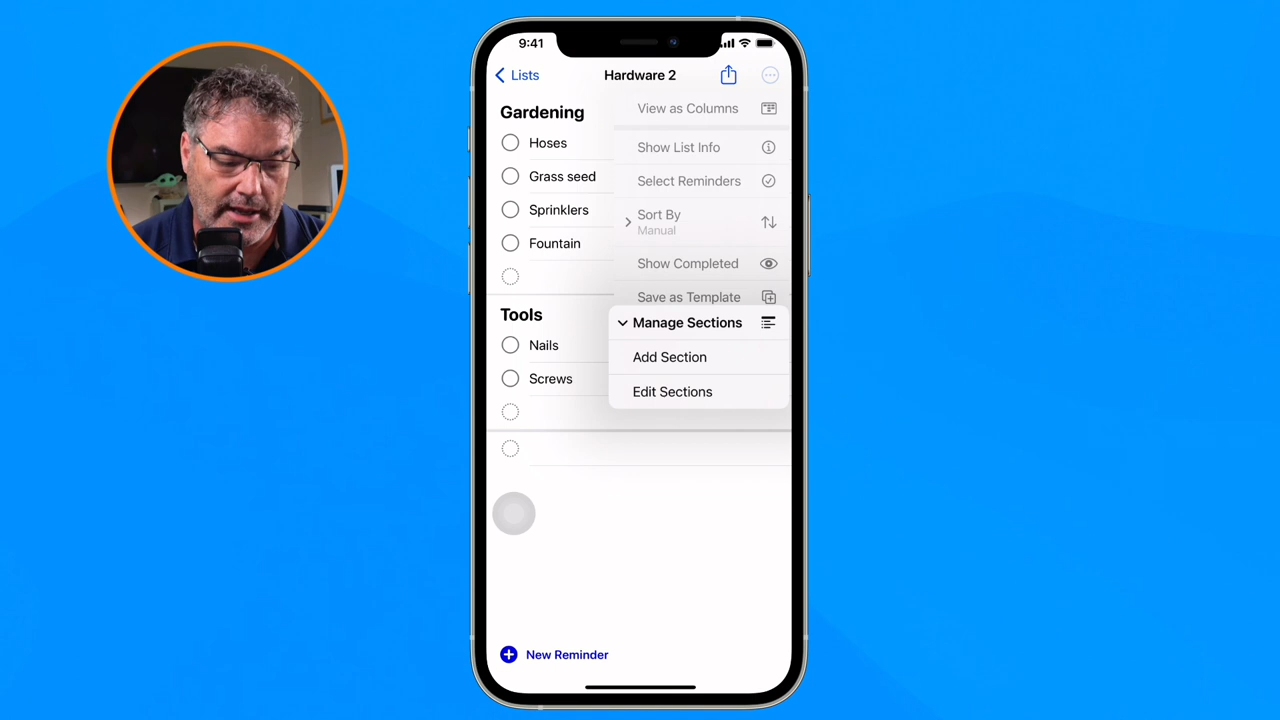 9:41
Lists
Hardware 2
View as Columns
Gardening
Hoses
Show List Info
Grass seed
Select Reminders
Sprinklers
Sort By
Manual
Fountain
Show Completed
Save as Template
Tools
Manage Sections
Nails
Add Section
Screws
Edit Sections
New Reminder